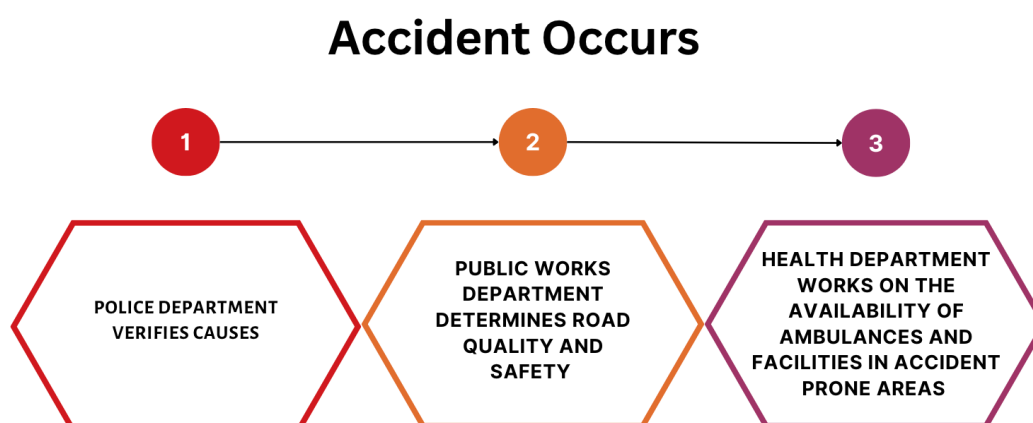 Accident Occurs
1
2
3
POLICE DEPARTMENT
VERIFIES CAUSES
PUBLIC WORKS
DEPARTMENT
DETERMINES ROAD
QUALITY AND
SAFETY
HEALTH DEPARTMENT
WORKS ON THE
AVAILABILITY OF
AMBULANCES AND
FACILITIES IN ACCIDENT
PRONE AREAS